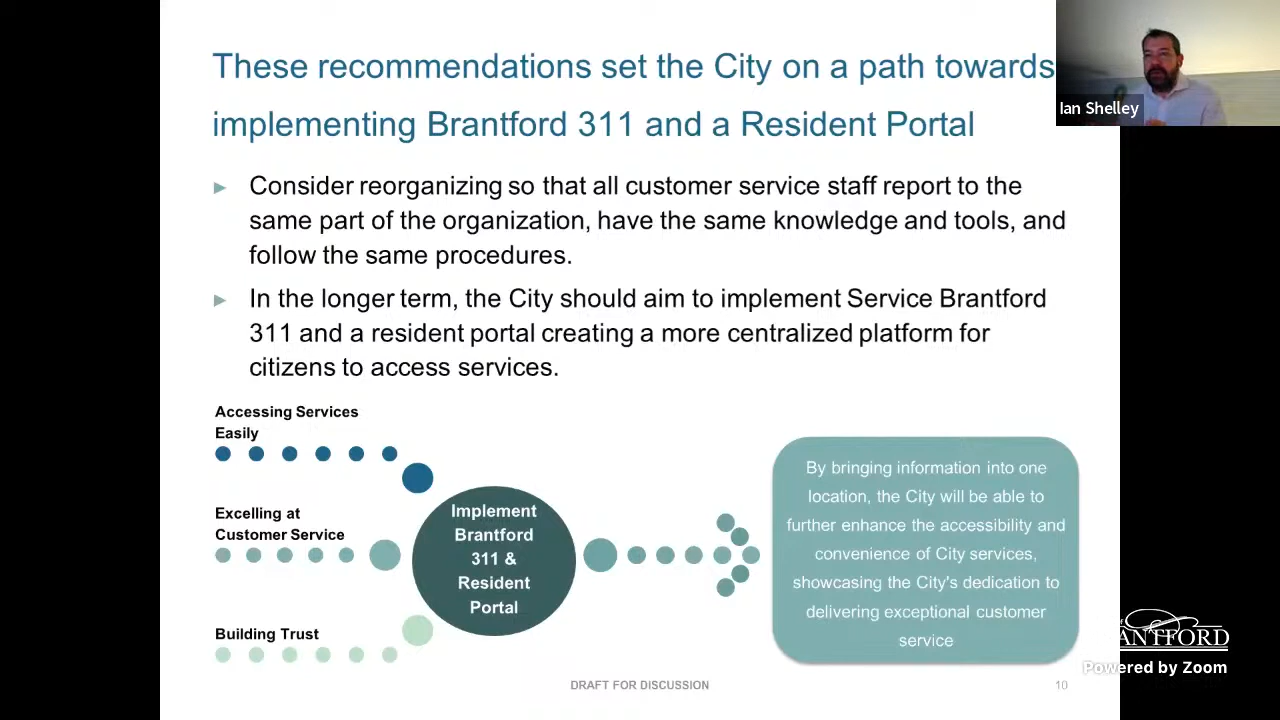 These recommendations set the City on a path towards
implementing Brantford 311 and a Resident Portal
Ian Shelley
Consider reorganizing so that all customer service staff report to the
same part of the organization, have the same knowledge and tools, and
follow the same procedures.
In the longer term, the City should aim to implement Service Brantford
311 and a resident portal creating a more centralized platform for
citizens to access services.
Accessing Services
Easily
Excelling at
Customer Service
Building Trust
Implement
Brantford
311 &
Resident
Portal
By bringing information into one
location, the City will be able to
further enhance the accessibility and
convenience of City services,
showcasing the City's dedication to
delivering exceptional customer
service
DRAFT FOR DISCUSSION
10
ANTFORD
Powered by Zoom